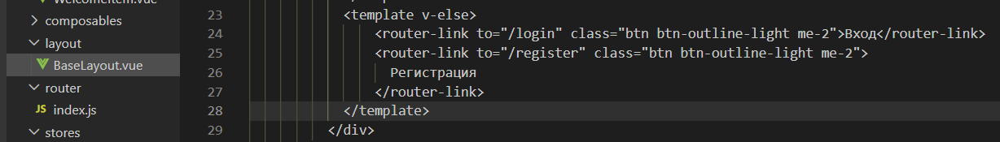 WelcomeItem.vue
composables
layout
BaseLayout.vue
router
JS index.js
stores
23 <template v-else>
24 <router-link to="/login" class="btn btn-outline-light me-2">Вход</router-link>
25 <router-link to="/register" class="btn btn-outline-light me-2">
26 Регистрация
27 </router-link>
28 </template>
29 </div>